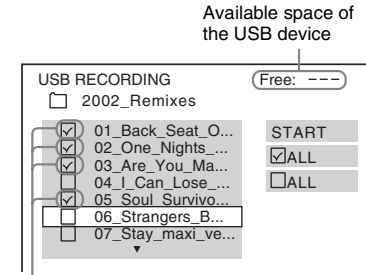 Available space of
the USB device
USB RECORDING
Free: ---
2002_Remixes
01_Back_Seat_O...
02_One_Nights_...
03_Are_You_Ma...
04_I_Can_Lose_...
05_Soul_Survivo...
06_Strangers_B...
07_Stay_maxi_ve...
START
ALL
ALL